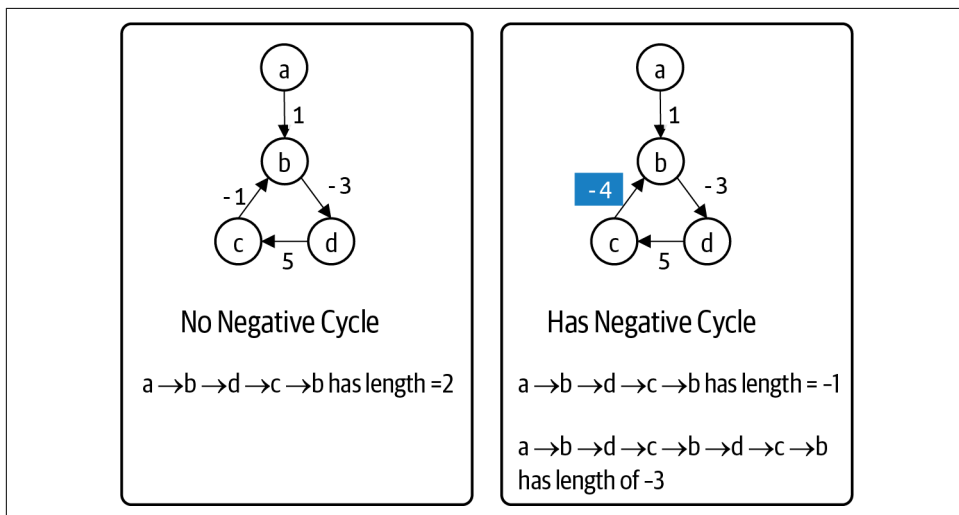 a
1
b
-1
-3
c
d
5
No Negative Cycle
a →b →d →c →b has length =2
a
1
b
-4
-3
c
d
5
Has Negative Cycle
a →b →d →c →b has length = -1
a →b →d →c →b →d →c →b
has length of -3